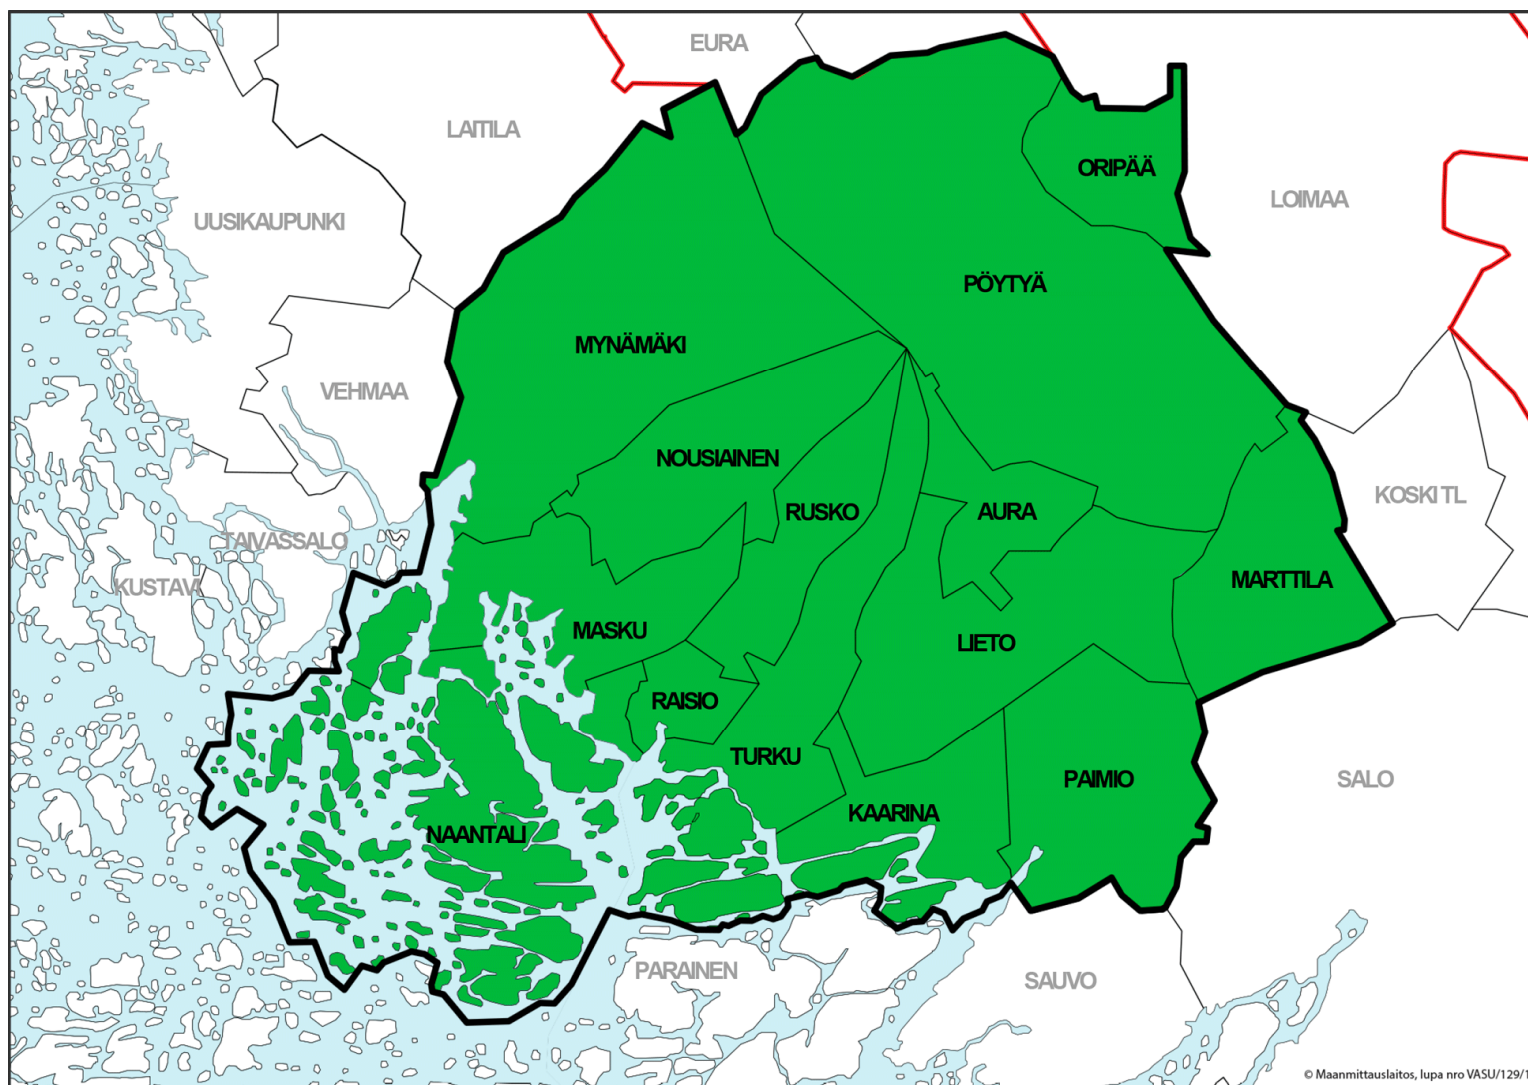 EURA
LAITILA
ORIPÄÄ
LOIMAA
UUSIKAUPUNKI
PÖYTYÄ
MYNÄMÄKI
VEHMAA
NOUSIAINEN
KOSKI TL
RUSKO
AURA
TAIVASSALO
KUSTAVI
MARTTILA
MASKU
LIETO
RAISIO
TURKU
PAIMIO
SALO
KAARINA
NAANTALI
PARAINEN
SAUVO
© Maanmittauslaitos, lupa nro VASU/129/1